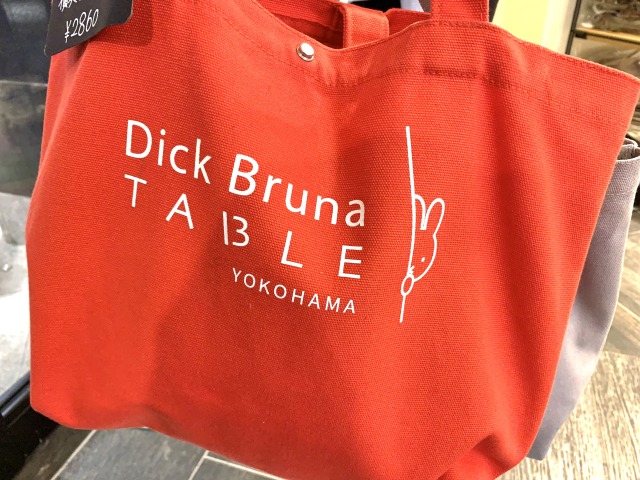 ¥2860
Dick Bruna
TABLE
YOKOHAMA